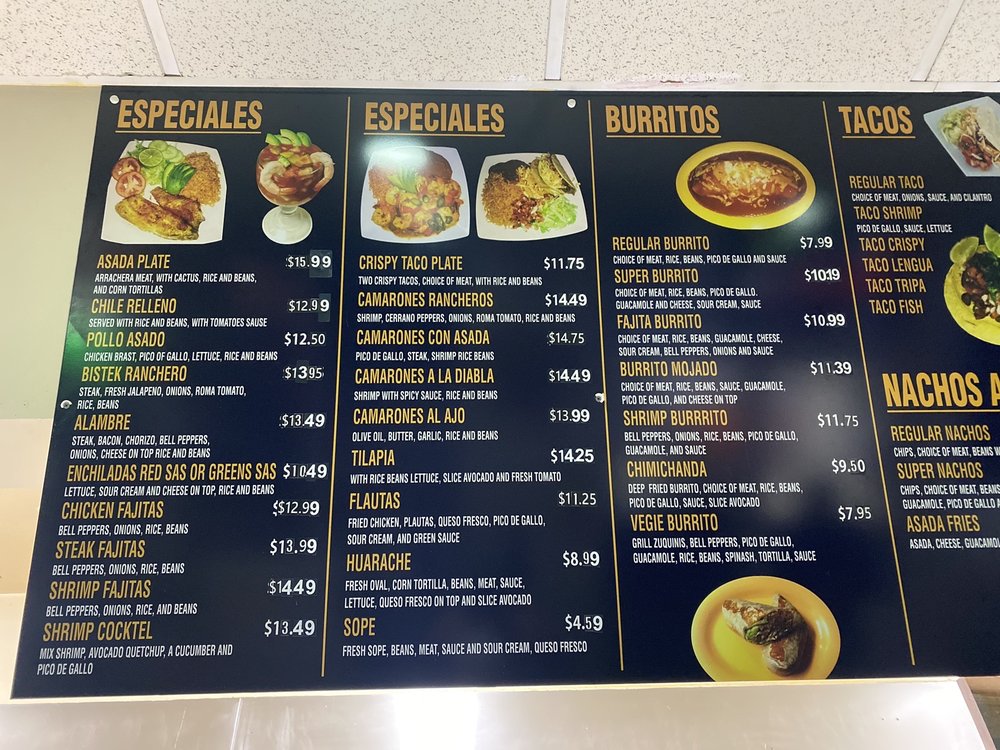 ESPECIALES
ASADA PLATE $15.99
ARRACHERA MEAT, WITH CACTUS, RICE AND BEANS,
AND CORN TORTILLAS
CHILE RELLENO $12.99
SERVED WITH RICE AND BEANS, WITH TOMATOES SAUSE
POLLO ASADO $12.50
CHICKEN BRAST, PICO OF GALLO, LETTUCE, RICE AND BEANS
BISTEK RANCHERO $13.95
STEAK, FRESH JALAPENO, ONIONS, ROMA TOMATO,
RICE, BEANS
ALAMBRE $13.49
STEAK, BACON, CHORIZO, BELL PEPPERS,
ONIONS, CHEESE ON TOP RICE AND BEANS
ENCHILADAS RED SAS OR GREENS SAS $10.49
LETTUCE, SOUR CREAM AND CHEESE ON TOP, RICE AND BEANS
CHICKEN FAJITAS $$12.99
BELL PEPPERS, ONIONS, RICE, BEANS
STEAK FAJITAS $13.99
BELL PEPPERS, ONIONS, RICE, BEANS
SHRIMP FAJITAS $14.49
BELL PEPPERS, ONIONS, RICE, AND BEANS
SHRIMP COCKTEL $13.49
MIX SHRIMP, AVOCADO QUETCHUP, A CUCUMBER AND
PICO DE GALLO
ESPECIALES
CRISPY TACO PLATE $11.75
TWO CRISPY TACOS, CHOICE OF MEAT, WITH RICE AND BEANS
CAMARONES RANCHEROS $14.49
SHRIMP, CERRANO PEPPERS, ONIONS, ROMA TOMATO, RICE AND BEANS
CAMARONES CON ASADA $14.75
PICO DE GALLO, STEAK, SHRIMP RICE BEANS
CAMARONES A LA DIABLA $14.49
SHRIMP WITH SPICY SAUCE, RICE AND BEANS
CAMARONES AL AJO $13.99
OLIVE OIL, BUTTER, GARLIC, RICE AND BEANS
TILAPIA $14.25
WITH RICE BEANS LETTUCE, SLICE AVOCADO AND FRESH TOMATO
FLAUTAS $11.25
FRIED CHICKEN, PLAUTAS, QUESO FRESCO, PICO DE GALLO,
SOUR CREAM, AND GREEN SAUCE
HUARACHE $8.99
FRESH OVAL, CORN TORTILLA, BEANS, MEAT, SAUCE,
LETTUCE, QUESO FRESCO ON TOP AND SLICE AVOCADO
SOPE $4.59
FRESH SOPE, BEANS, MEAT, SAUCE AND SOUR CREAM, QUESO FRESCO
BURRITOS
REGULAR BURRITO $7.99
CHOICE OF MEAT, RICE, BEANS, PICO DE GALLO AND SAUCE
SUPER BURRITO $10.19
CHOICE OF MEAT, RICE, BEANS, PICO DE GALLO,
GUACAMOLE AND CHEESE, SOUR CREAM, SAUCE
FAJITA BURRITO $10.99
CHOICE OF MEAT, RICE, BEANS, GUACAMOLE, CHEESE,
SOUR CREAM, BELL PEPPERS, ONIONS AND SAUCE
BURRITO MOJADO $11.39
CHOICE OF MEAT, RICE, BEANS, SAUCE, GUACAMOLE,
PICO DE GALLO, AND CHEESE ON TOP
SHRIMP BURRRITO $11.75
BELL PEPPERS, ONIONS, RICE, BEANS, PICO DE GALLO,
GUACAMOLE, AND SAUCE
CHIMICHANDA $9.50
DEEP FRIED BURRITO, CHOICE OF MEAT, RICE, BEANS,
PICO DE GALLO, SAUCE, SLICE AVOCADO
VEGIE BURRITO $7.95
GRILL ZUQUINIS, BELL PEPPERS, PICO DE GALLO,
GUACAMOLE, RICE, BEANS, SPINASH, TORTILLA, SAUCE
TACOS
REGULAR TACO
CHOICE OF MEAT, ONIONS, SAUCE, AND CILANTRO
TACO SHRIMP
PICO DE GALLO, SAUCE, LETTUCE
TACO CRISPY
TACO LENGUA
TACO TRIPA
TACO FISH
NACHOS A
REGULAR NACHOS
CHIPS, CHOICE OF MEAT, BEANS W
SUPER NACHOS
CHIPS, CHOICE OF MEAT, BEANS
GUACAMOLE, PICO DE GALLO A
ASADA FRIES
ASADA, CHEESE, GUACAMOL